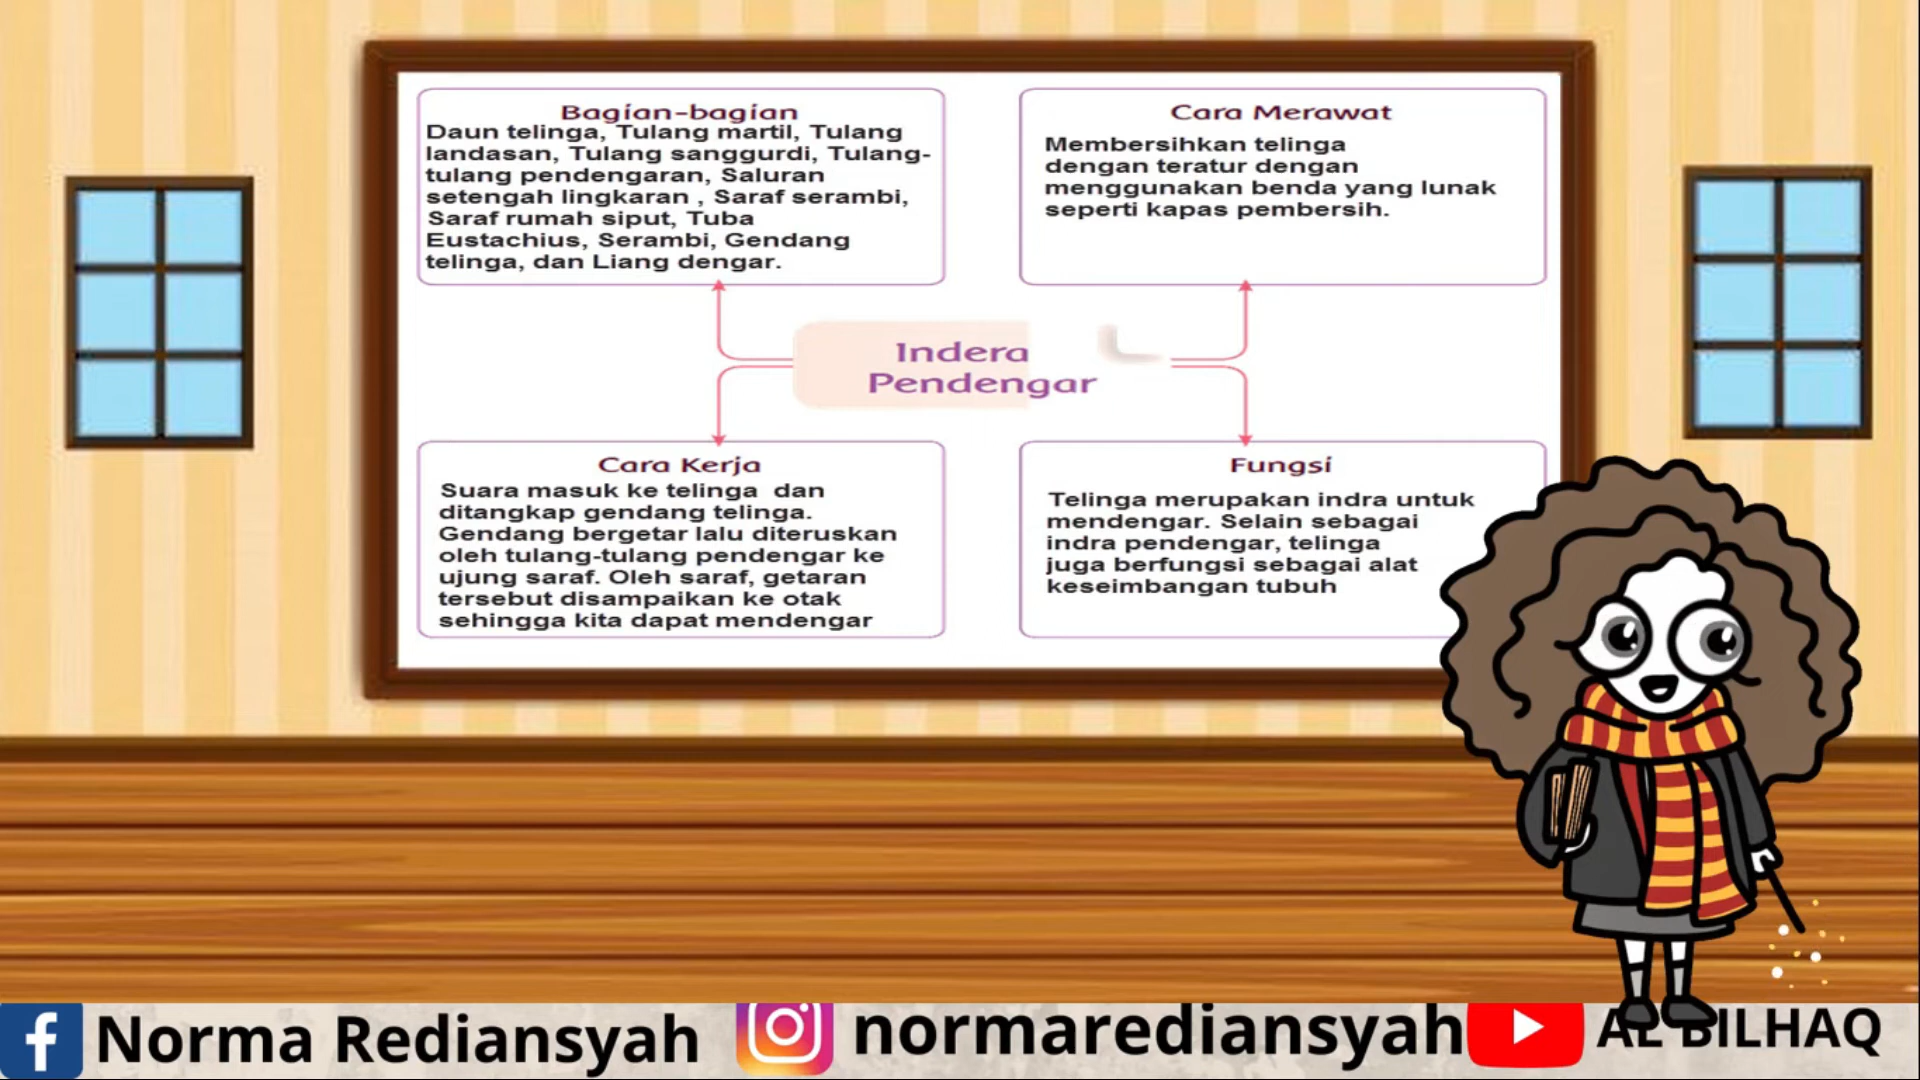 Bagian-bagian
Daun telinga, Tulang martil, Tulang
landasan, Tulang sanggurdi, Tulang-
tulang pendengaran, Saluran
setengah lingkaran , Saraf serambi,
Saraf rumah siput, Tuba
Eustachius, Serambi, Gendang
telinga, dan Liang dengar.
Cara Merawat
Membersihkan telinga
dengan teratur dengan
menggunakan benda yang lunak
seperti kapas pembersih.
Indera
Pendengar
Cara Kerja
Suara masuk ke telinga dan
ditangkap gendang telinga.
Gendang bergetar lalu diteruskan
oleh tulang-tulang pendengar ke
ujung saraf. Oleh saraf, getaran
tersebut disampaikan ke otak
sehingga kita dapat mendengar
Fungsi
Telinga merupakan indra untuk
mendengar. Selain sebagai
indra pendengar, telinga
juga berfungsi sebagai alat
keseimbangan tubuh
Norma Rediansyah
normarediansyah
AL BILHAQ